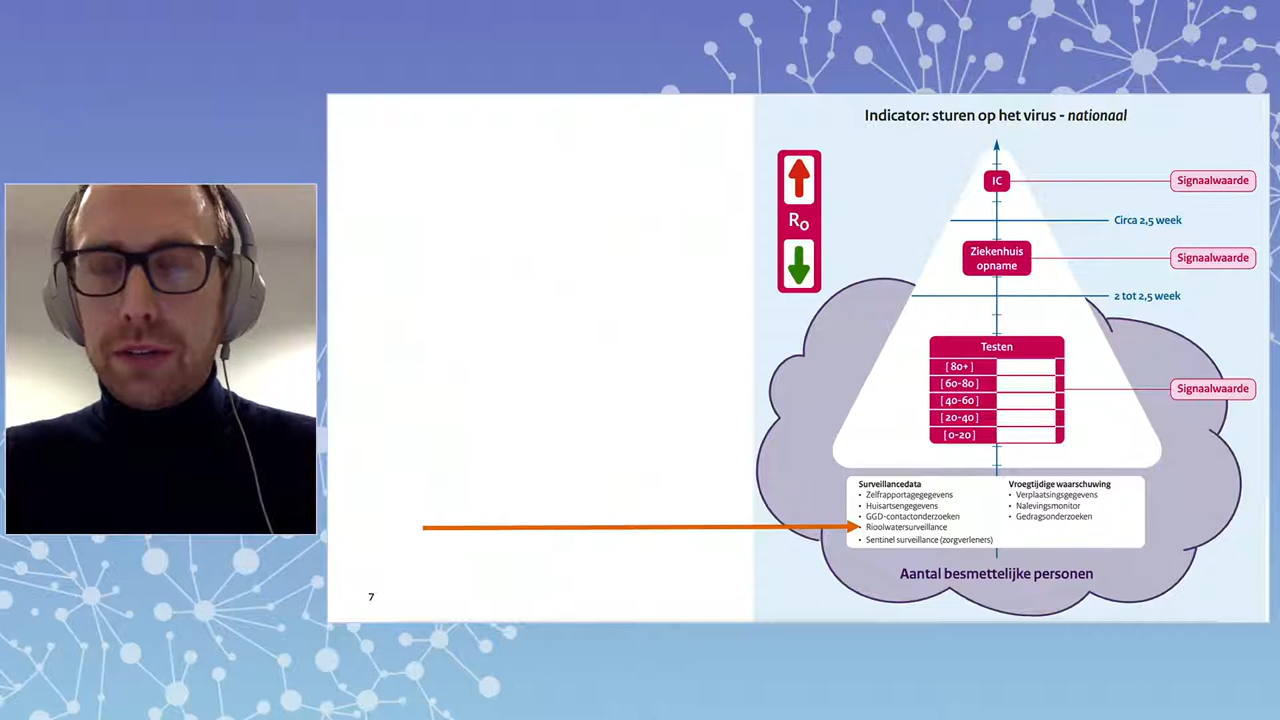 Indicator: sturen op het virus - nationaal
R0
IC
Signaalwaarde
Circa 2,5 week
Ziekenhuis
opname
Signaalwaarde
2 tot 2,5 week
Testen
[ 80+ ]
[ 60-80 ]
[ 40-60 ]
[ 20-40 ]
[ 0-20 ]
Signaalwaarde
Surveillancedata
• Zelfrapportagegegevens
• Huisartsengegevens
• GGD-contactonderzoeken
• Rioolwatersurveillance
• Sentinel surveillance (zorgverleners)
Vroegtijdige waarschuwing
• Verplaatsingsgegevens
• Nalevingsmonitor
• Gedragsonderzoeken
Aantal besmettelijke personen
7